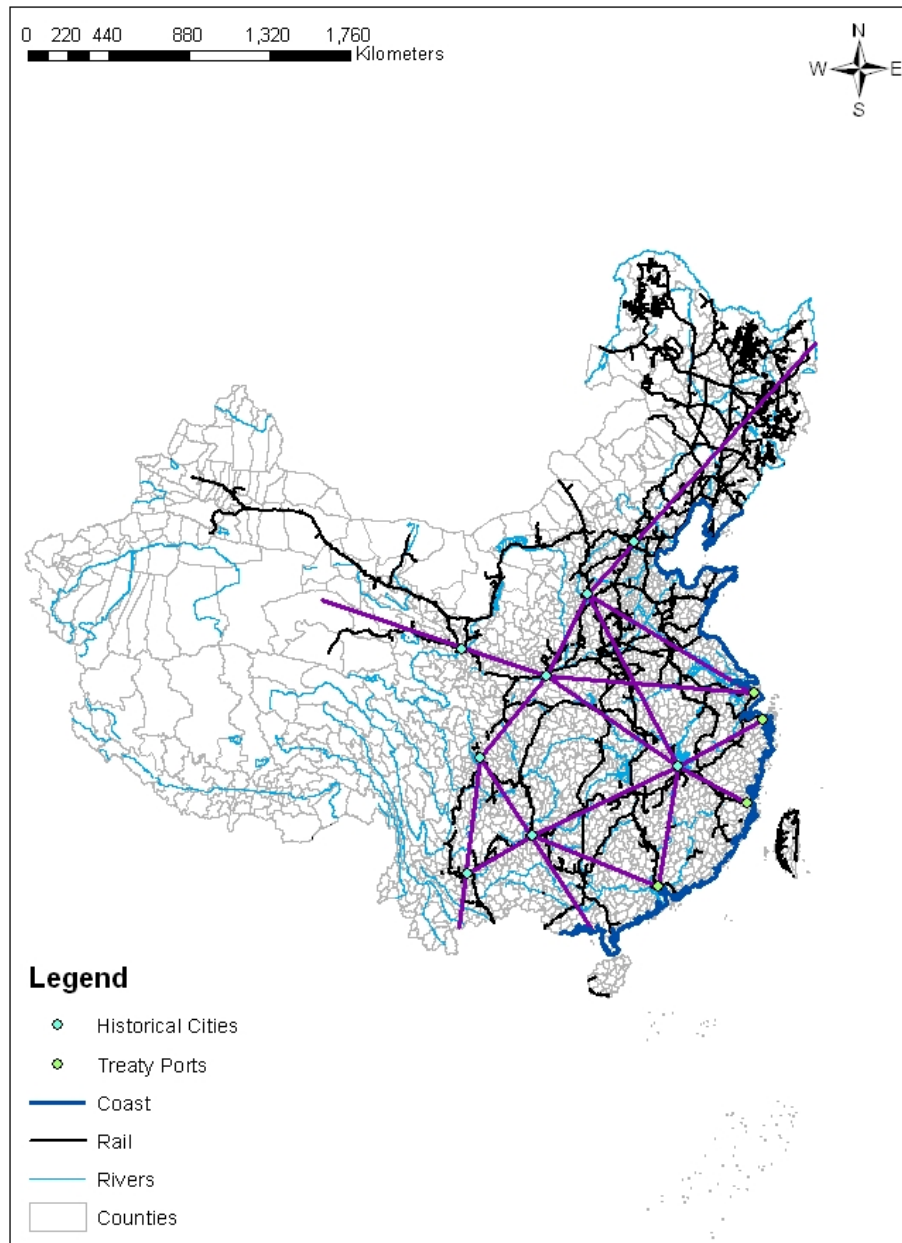 0 220 440 880 1,320 1,760
Kilometers
N
W E
S
Legend
Historical Cities
Treaty Ports
Coast
Rail
Rivers
Counties